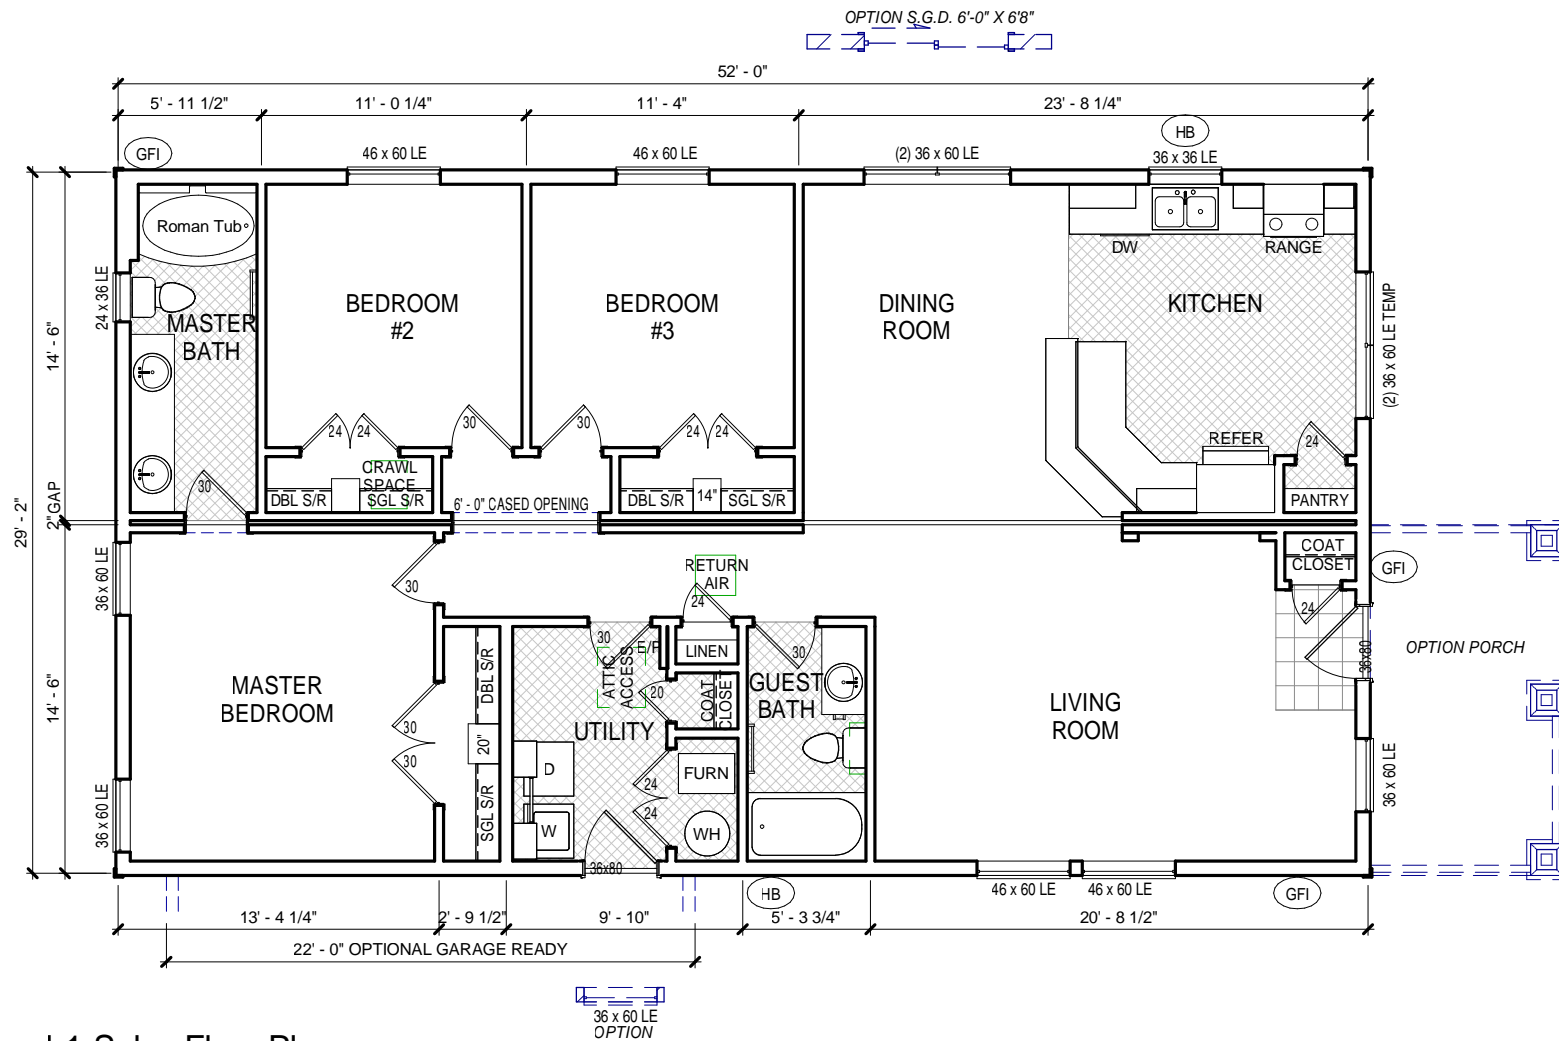 OPTION S.G.D. 6'-0" X 6'8"
52' - 0"
5' - 11 1/2"
11' - 0 1/4"
11' - 4"
23' - 8 1/4"
GFI
46 x 60 LE
46 x 60 LE
(2) 36 x 60 LE
HB
36 x 36 LE
Roman Tub
DW
RANGE
24 x 36 LE
14' - 6"
MASTER
BATH
BEDROOM
#2
BEDROOM
#3
DINING
ROOM
KITCHEN
(2) 36 x 60 LE TEMP
24
24
30
30
24
24
24
REFER
30
CRAWL
SPACE
DBL S/R
SGL S/R
6' - 0" CASED OPENING
DBL S/R
14"
SGL S/R
PANTRY
29' - 2"
2"GAP
36 x 60 LE
30
RETURN
AIR
24
COAT
CLOSET
GFI
24
30
E/P
LINEN
30
36x80
OPTION PORCH
14' - 6"
MASTER
BEDROOM
DBL S/R
ATTIC
ACCESS
20
COAT
CLOSET
GUEST
BATH
LIVING
ROOM
30
20"
UTILITY
30
D
24
FURN
36 x 60 LE
36 x 60 LE
SGL S/R
W
24
WH
36x80
HB
46 x 60 LE
46 x 60 LE
GFI
13' - 4 1/4"
2' - 9 1/2"
9' - 10"
5' - 3 3/4"
20' - 8 1/2"
22' - 0" OPTIONAL GARAGE READY
36 x 60 LE
OPTION